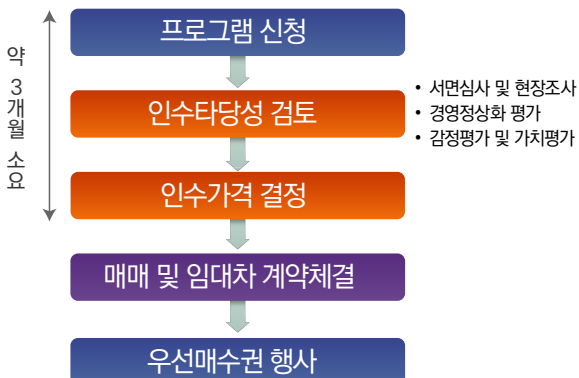 약 3개월 소요
프로그램 신청
인수타당성 검토
• 서면심사 및 현장조사
• 경영정상화 평가
• 감정평가 및 가치평가
인수가격 결정
매매 및 임대차 계약체결
우선매수권 행사